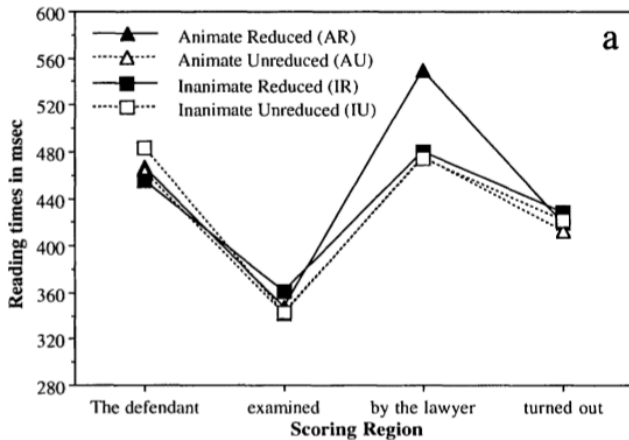 600
560
520
480
440
400
360
320
280
Reading times in msec
Animate Reduced (AR)
Animate Unreduced (AU)
Inanimate Reduced (IR)
Inanimate Unreduced (IU)
a
The defendant examined by the lawyer turned out
Scoring Region